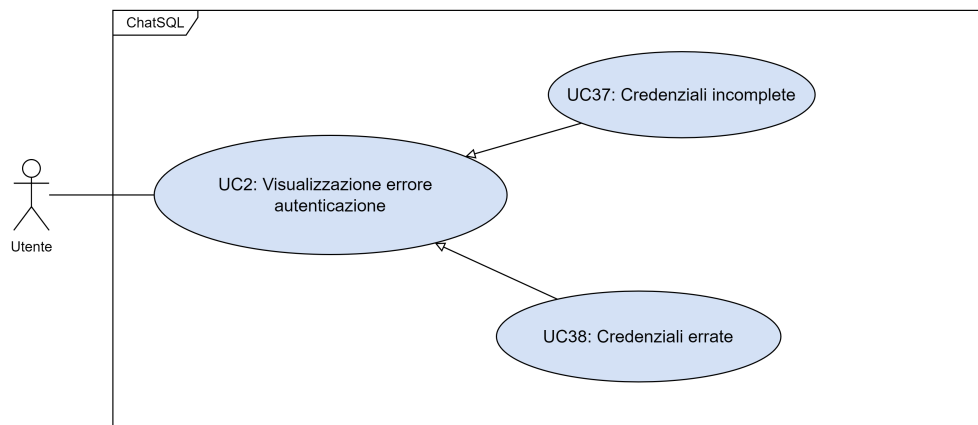 ChatSQL
UC37: Credenziali incomplete
UC2: Visualizzazione errore
autenticazione
Utente
UC38: Credenziali errate